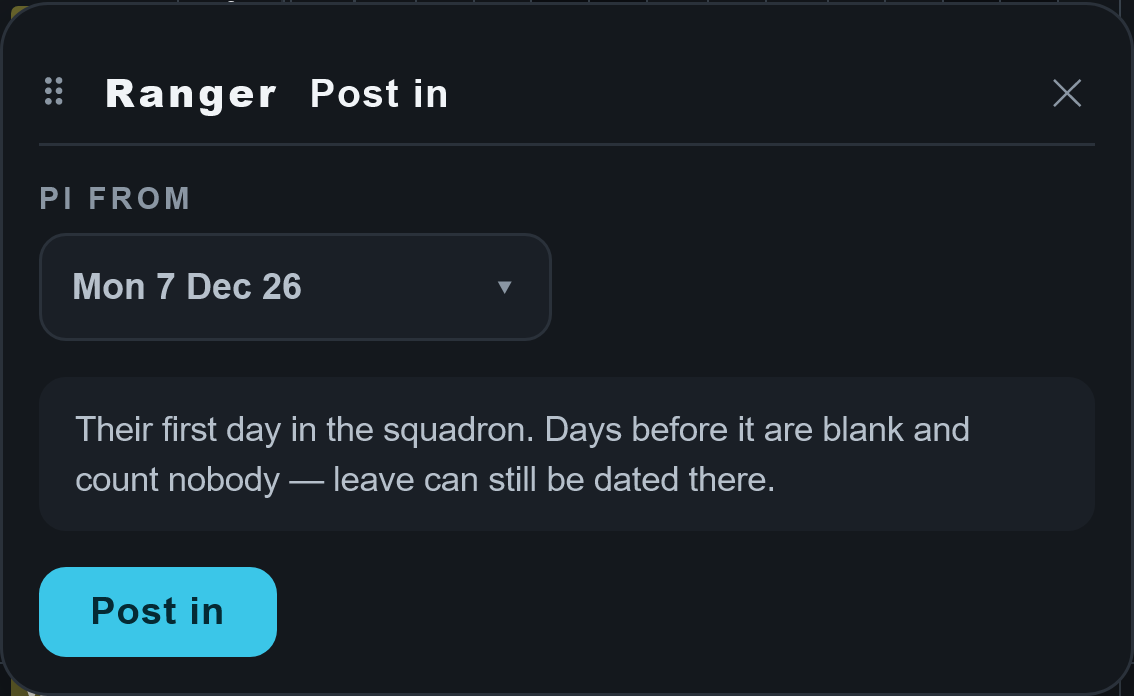 Ranger Post in
PI FROM
Mon 7 Dec 26
Their first day in the squadron. Days before it are blank and
count nobody — leave can still be dated there.
Post in